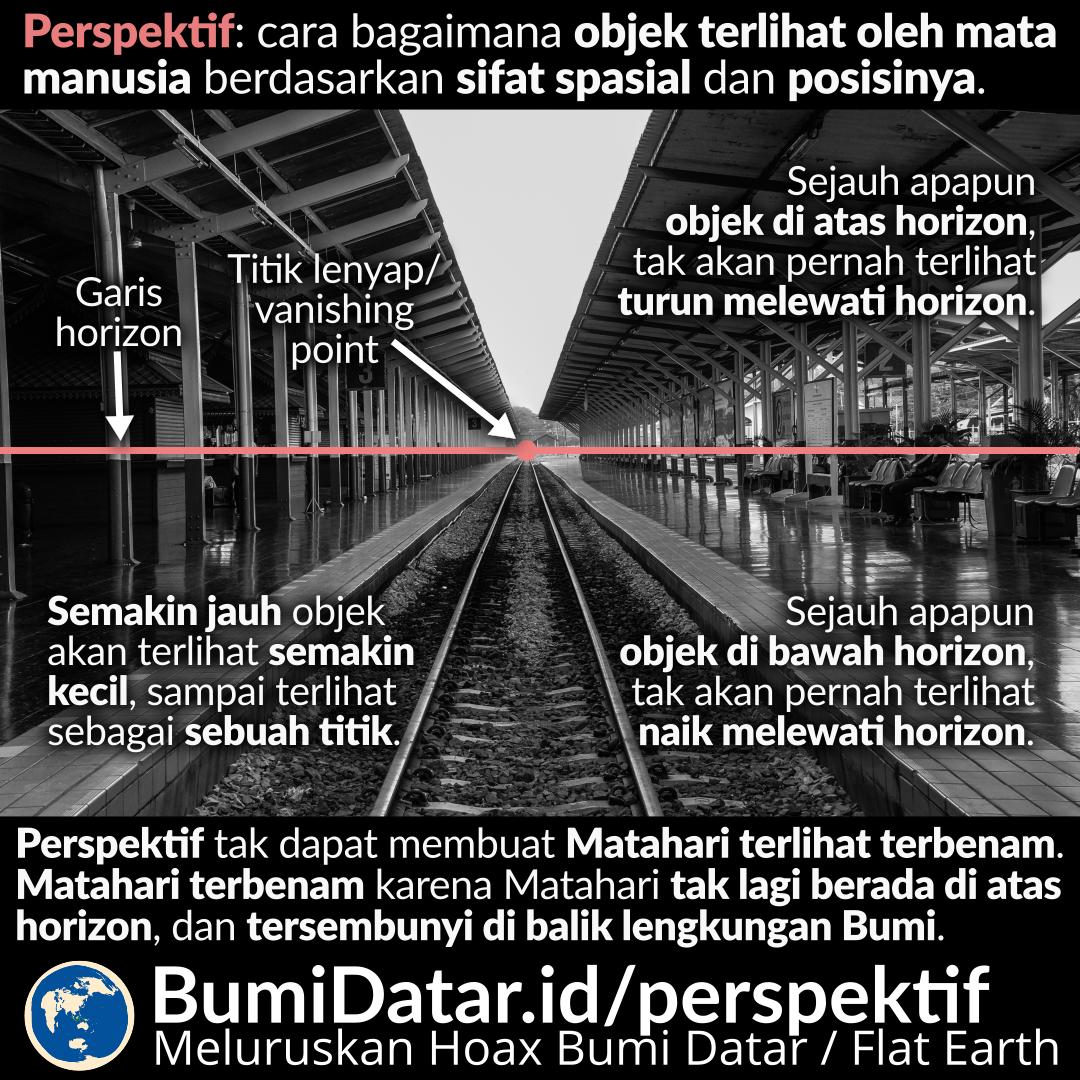 Perspektif: cara bagaimana objek terlihat oleh mata
manusia berdasarkan sifat spasial dan posisinya.
Sejauh apapun
objek di atas horizon,
tak akan pernah terlihat
turun melewati horizon.
Garis
horizon
Titik lenyap/
vanishing
point
3
2
Semakin jauh objek
akan terlihat semakin
kecil, sampai terlihat
sebagai sebuah titik.
Sejauh apapun
objek di bawah horizon,
tak akan pernah terlihat
naik melewati horizon.
Perspektif tak dapat membuat Matahari terlihat terbenam.
Matahari terbenam karena Matahari tak lagi berada di atas
horizon, dan tersembunyi di balik lengkungan Bumi.
BumiDatar.id/perspektif
Meluruskan Hoax Bumi Datar / Flat Earth